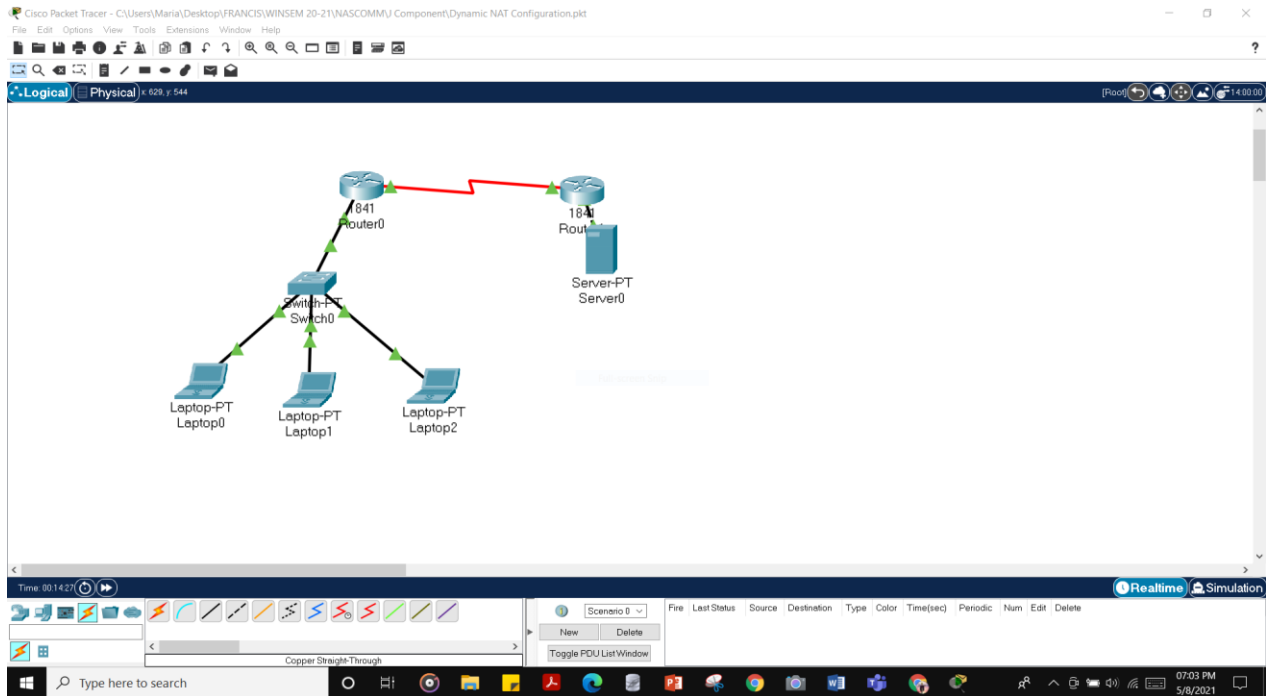 Cisco Packet Tracer - C:\Users\Maria\Desktop\FRANCIS\WINSEM 20-21\NASCOMM\J Component\Dynamic NAT Configuration.pkt
File Edit Options View Tools Extensions Window Help
?
Logical Physical x: 629, y: 544 [Root] 14:00:00
1841
Router0
1841
Rout
Server-PT
Server0
Switch-PT
Switch0
Laptop-PT
Laptop0
Laptop-PT
Laptop1
Laptop-PT
Laptop2
Time: 00:14:27 Realtime Simulation
Scenario 0 Fire Last Status Source Destination Type Color Time(sec) Periodic Num Edit Delete
New Delete
Toggle PDU List Window
Copper Straight-Through
Type here to search
07:03 PM
5/8/2021